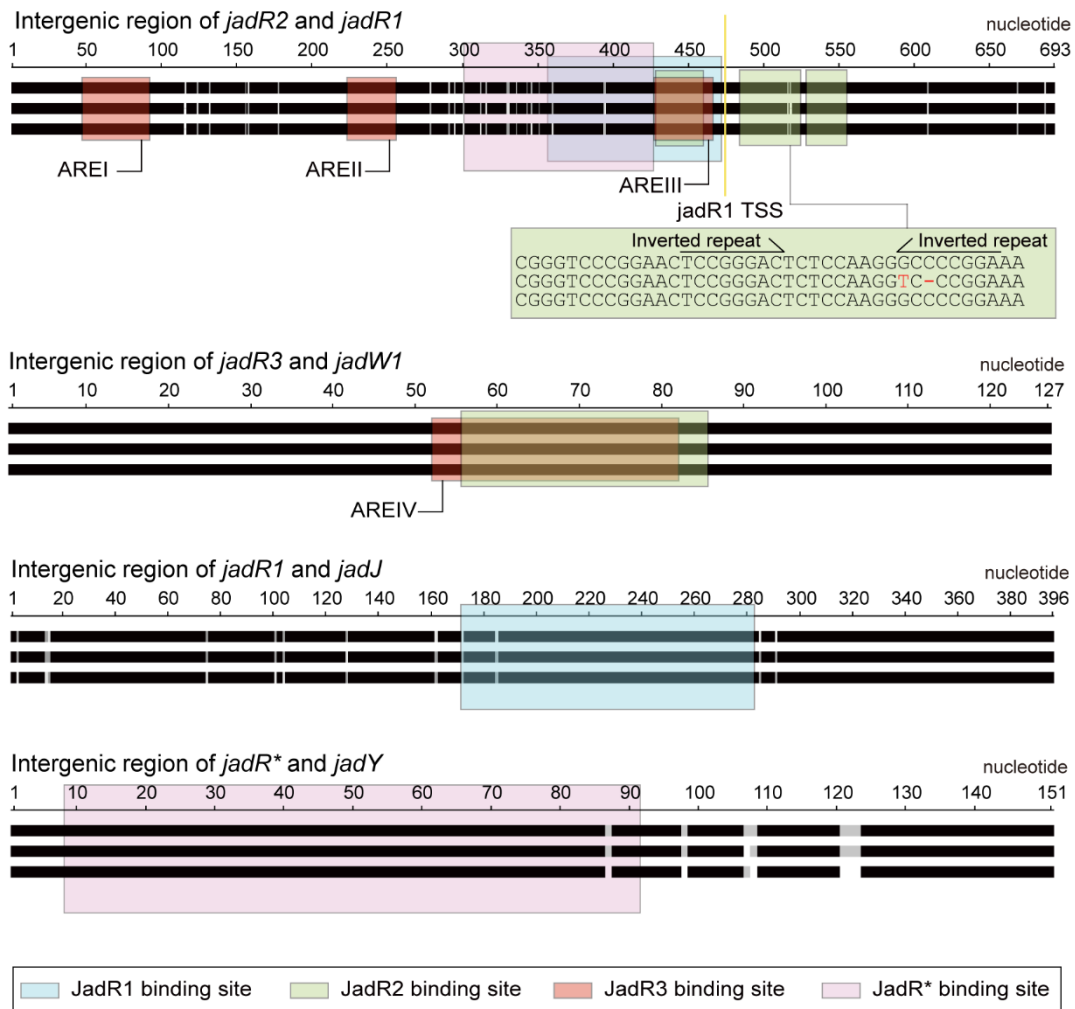 Intergenic region of jadR2 and jadR1
nucleotide
1 50 100 150 200 250 300 350 400 450 500 550 600 650 693
AREI
AREII
AREIII
jadR1 TSS
Inverted repeat Inverted repeat
CGGGTCCCGGAACTCCGGGACTCTCCAAGGGCCCCGGAAA
CGGGTCCCGGAACTCCGGGACTCTCCAAGGTC-CCGGAAA
CGGGTCCCGGAACTCCGGGACTCTCCAAGGGCCCCGGAAA
Intergenic region of jadR3 and jadW1
nucleotide
1 10 20 30 40 50 60 70 80 90 100 110 120 127
AREIV
Intergenic region of jadR1 and jadJ
nucleotide
1 20 40 60 80 100 120 140 160 180 200 220 240 260 280 300 320 340 360 380 396
Intergenic region of jadR* and jadY
nucleotide
1 10 20 30 40 50 60 70 80 90 100 110 120 130 140 151
JadR1 binding site JadR2 binding site JadR3 binding site JadR* binding site